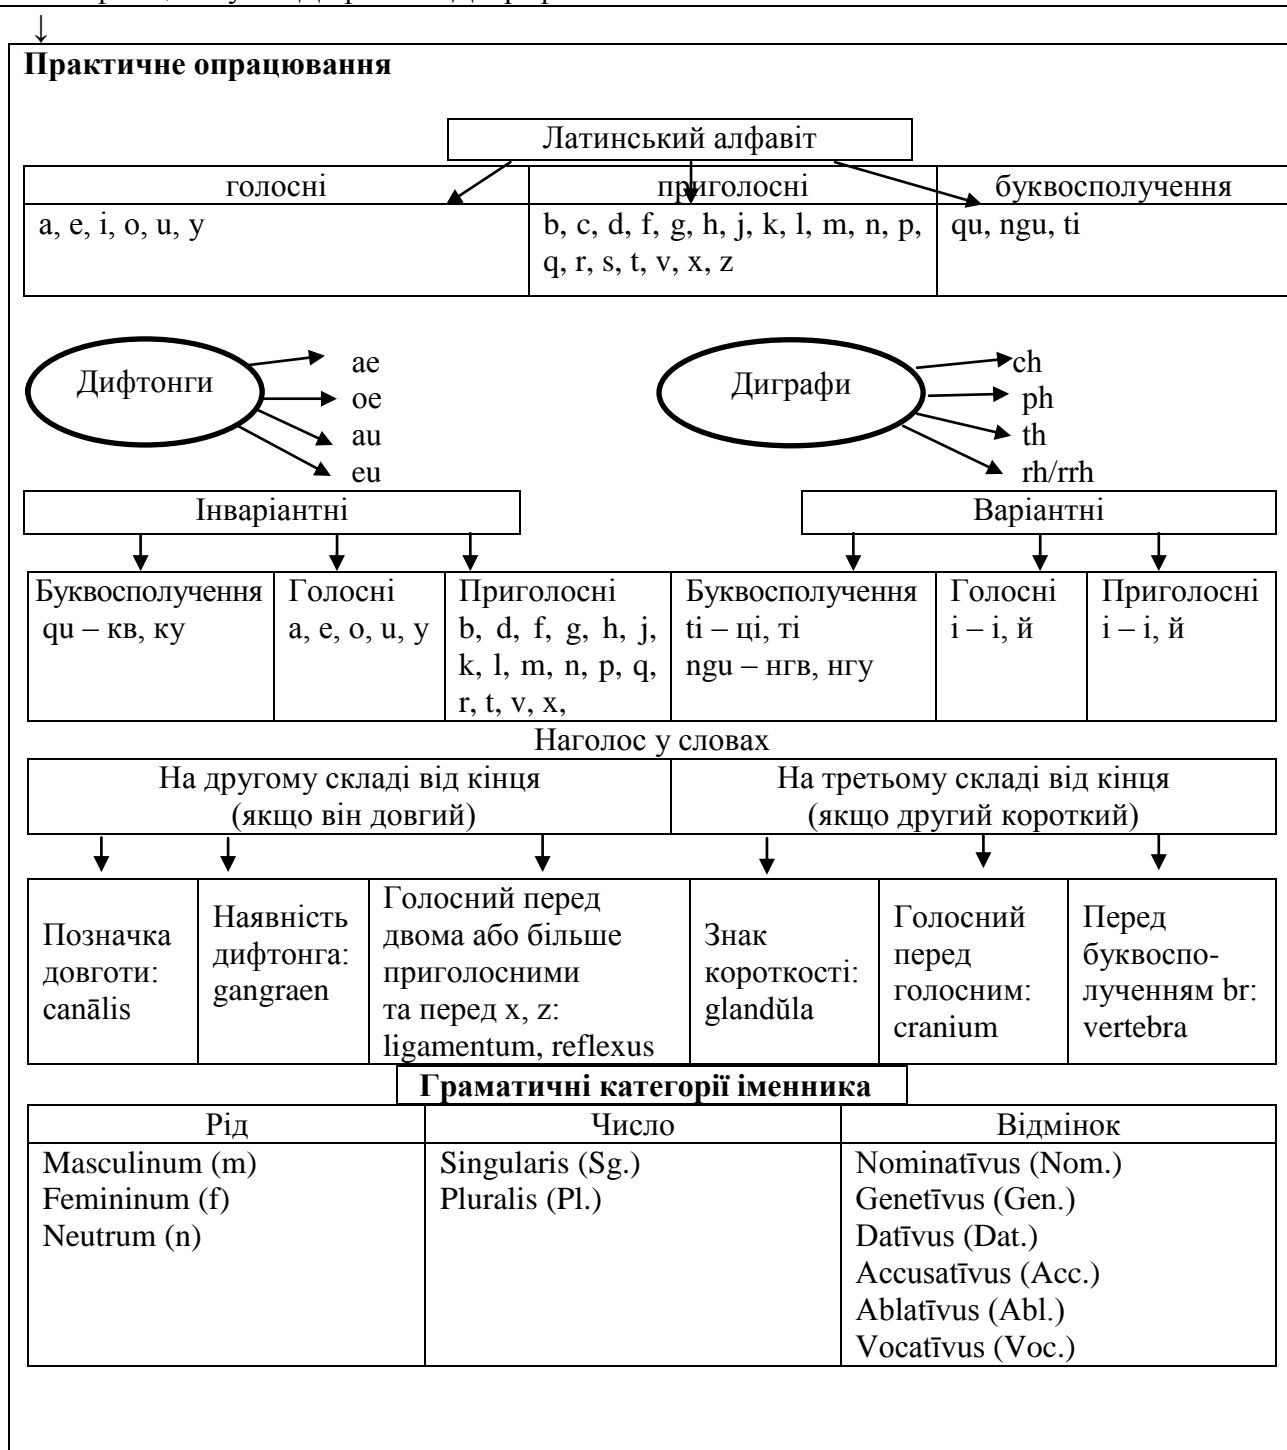 ↓
Практичне опрацювання
Латинський алфавіт
голосні приголосні буквосполучення
a, e, i, o, u, y
b, c, d, f, g, h, j, k, l, m, n, p,
q, r, s, t, v, x, z
qu, ngu, ti
Дифтонги
ae
oe
au
eu
Диграфи
ch
ph
th
rh/rrh
Інваріантні
Варіантні
Буквосполучення
qu – кв, ку
Голосні
a, e, o, u, y
Приголосні
b, d, f, g, h, j,
k, l, m, n, p, q,
r, t, v, x,
Буквосполучення
ti – ці, ті
ngu – нгв, нгу
Голосні
i – і, й
Приголосні
i – і, й
Наголос у словах
На другому складі від кінця
(якщо він довгий)
На третьому складі від кінця
(якщо другий короткий)
Позначка
довготи:
canālis
Наявність
дифтонга:
gangraen
Голосний перед
двома або більше
приголосними
та перед x, z:
ligamentum, reflexus
Знак
короткості:
glandŭla
Голосний
перед
голосним:
cranium
Перед
буквоспо-
лученням br:
vertebra
Граматичні категорії іменника
Рід
Число
Відмінок
Masculinum (m)
Femininum (f)
Neutrum (n)
Singularis (Sg.)
Pluralis (Pl.)
Nominatīvus (Nom.)
Genetīvus (Gen.)
Datīvus (Dat.)
Accusatīvus (Acc.)
Ablatīvus (Abl.)
Vocatīvus (Voc.)